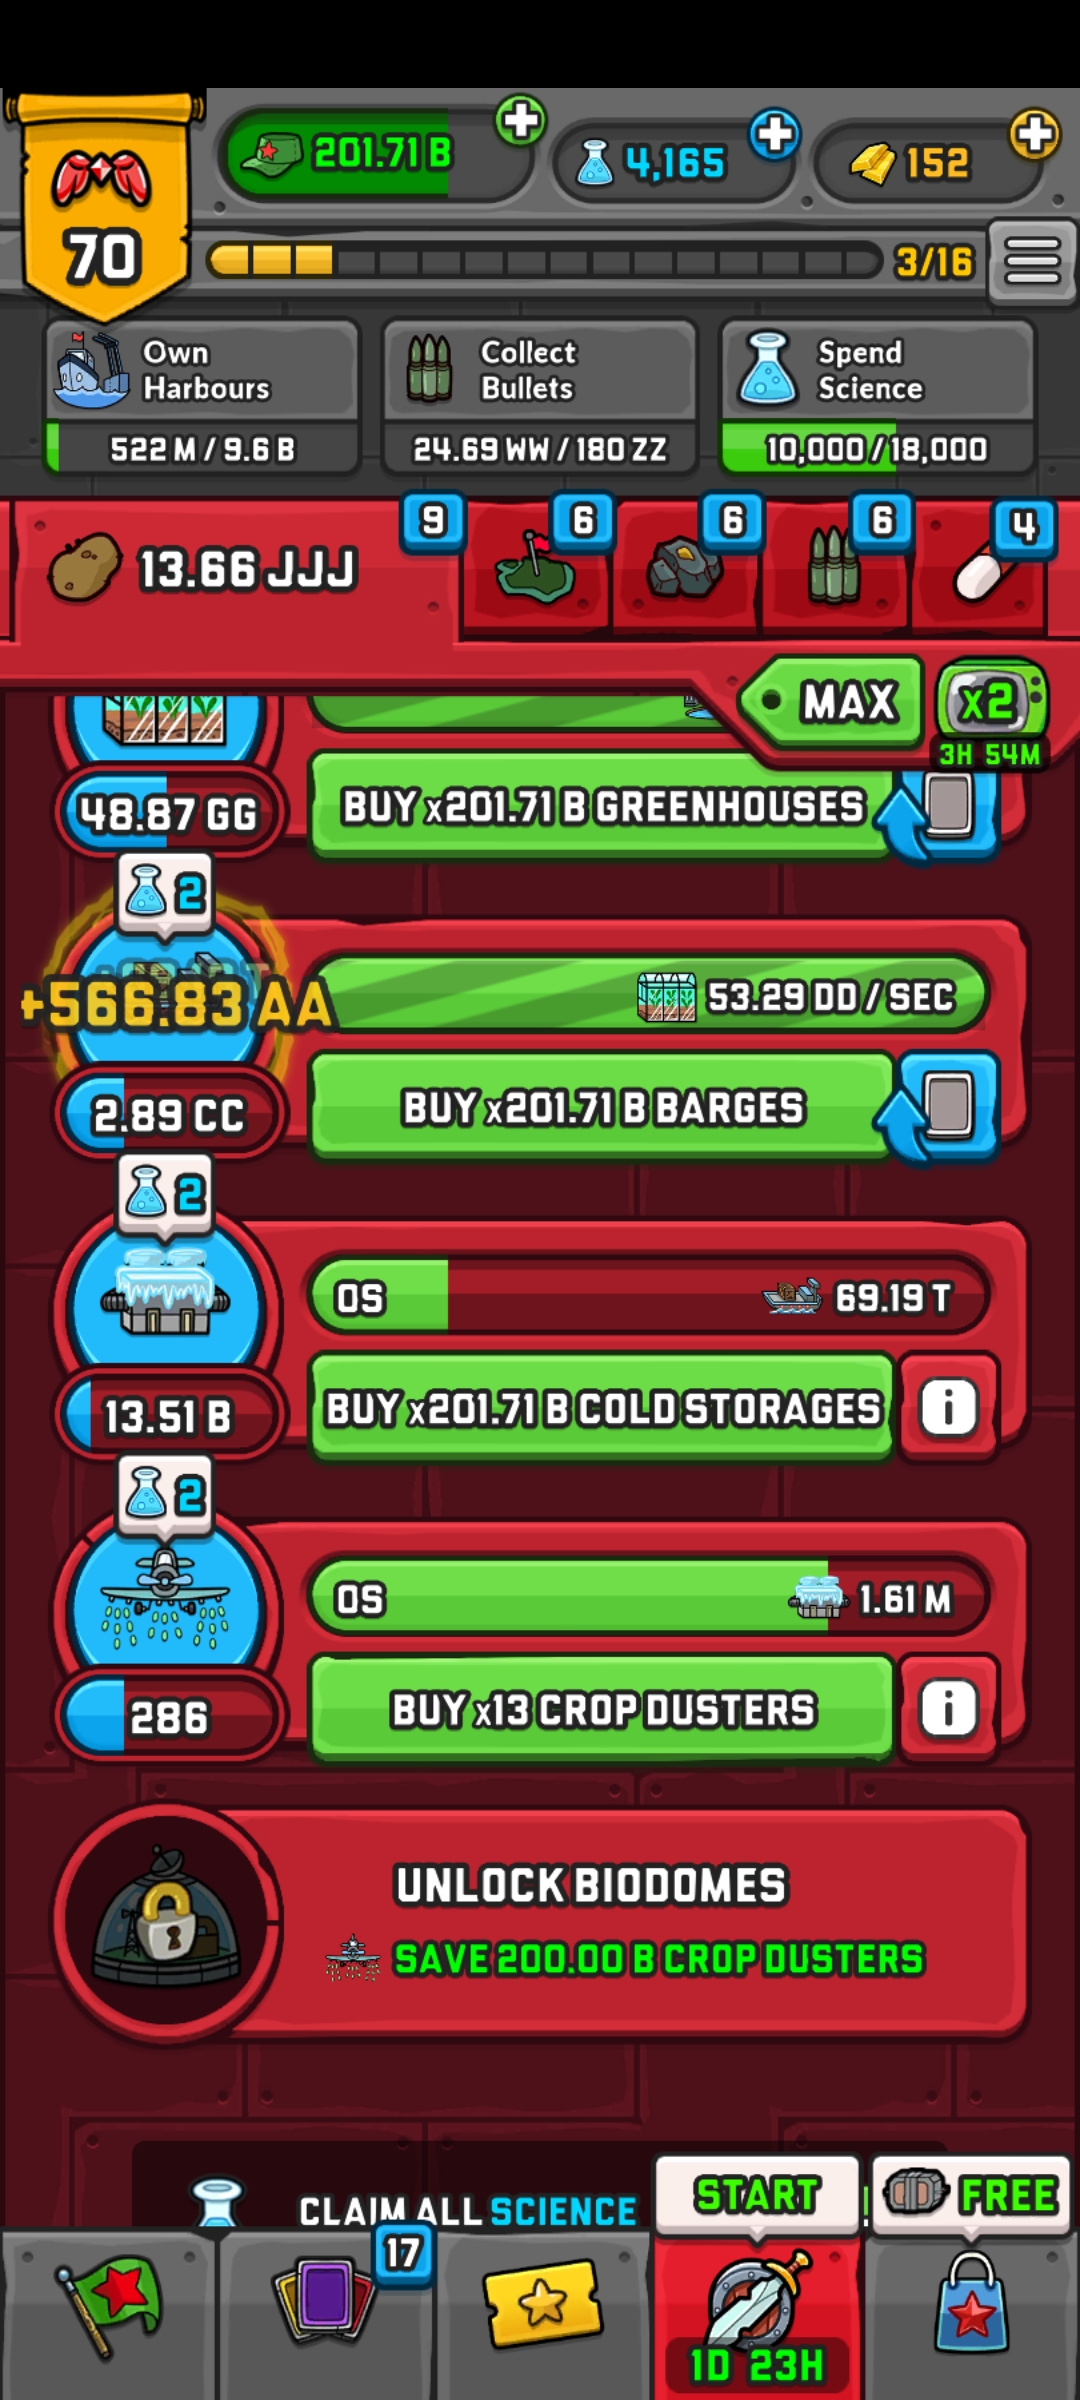 201.71 B
4,165
152
70
3/16
Own
Harbours
522 M / 9.6 B
Collect
Bullets
24.69 WW / 180 ZZ
Spend
Science
10,000 / 18,000
13.66 JJJ
9
6
6
6
4
MAX
x2
3H 54M
48.87 GG
BUY x201.71 B GREENHOUSES
2
+566.83 AA
53.29 DD / SEC
2.89 CC
BUY x201.71 B BARGES
2
0S
69.19 T
13.51 B
BUY x201.71 B COLD STORAGES
i
2
0S
1.61 M
286
BUY x13 CROP DUSTERS
i
UNLOCK BIODOMES
SAVE 200.00 B CROP DUSTERS
CLAIM ALL SCIENCE
START
FREE
17
1D 23H